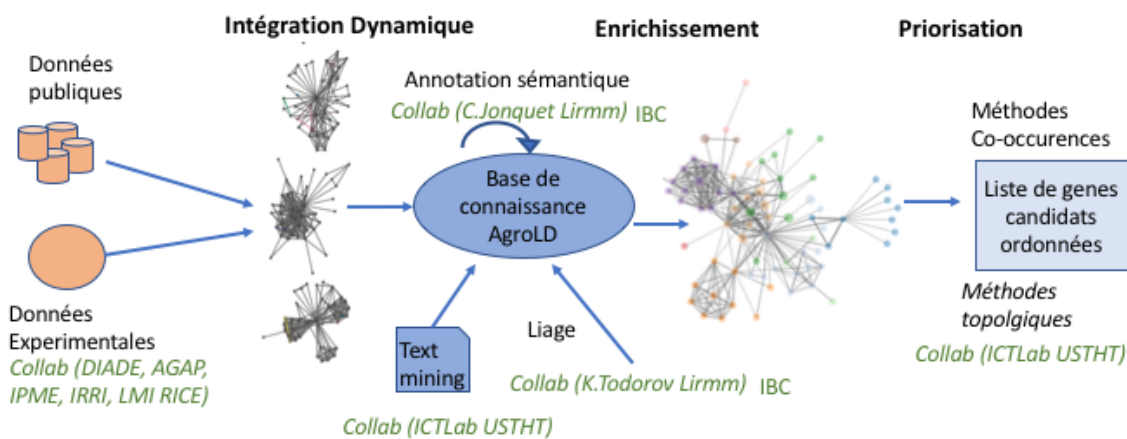 Intégration Dynamique
Enrichissement
Priorisation
Données
publiques
Annotation sémantique
Collab (C.Jonquet Lirmm) IBC
Base de
connaissance
AgroLD
Méthodes
Co-occurences
Liste de genes
candidats
ordonnées
Méthodes
topolgiques
Collab (ICTLab USTHT)
Données
Experimentales
Collab (DIADE, AGAP,
IPME, IRRI, LMI RICE)
Text
mining
Liage
Collab (K.Todorov Lirmm) IBC
Collab (ICTLab USTHT)